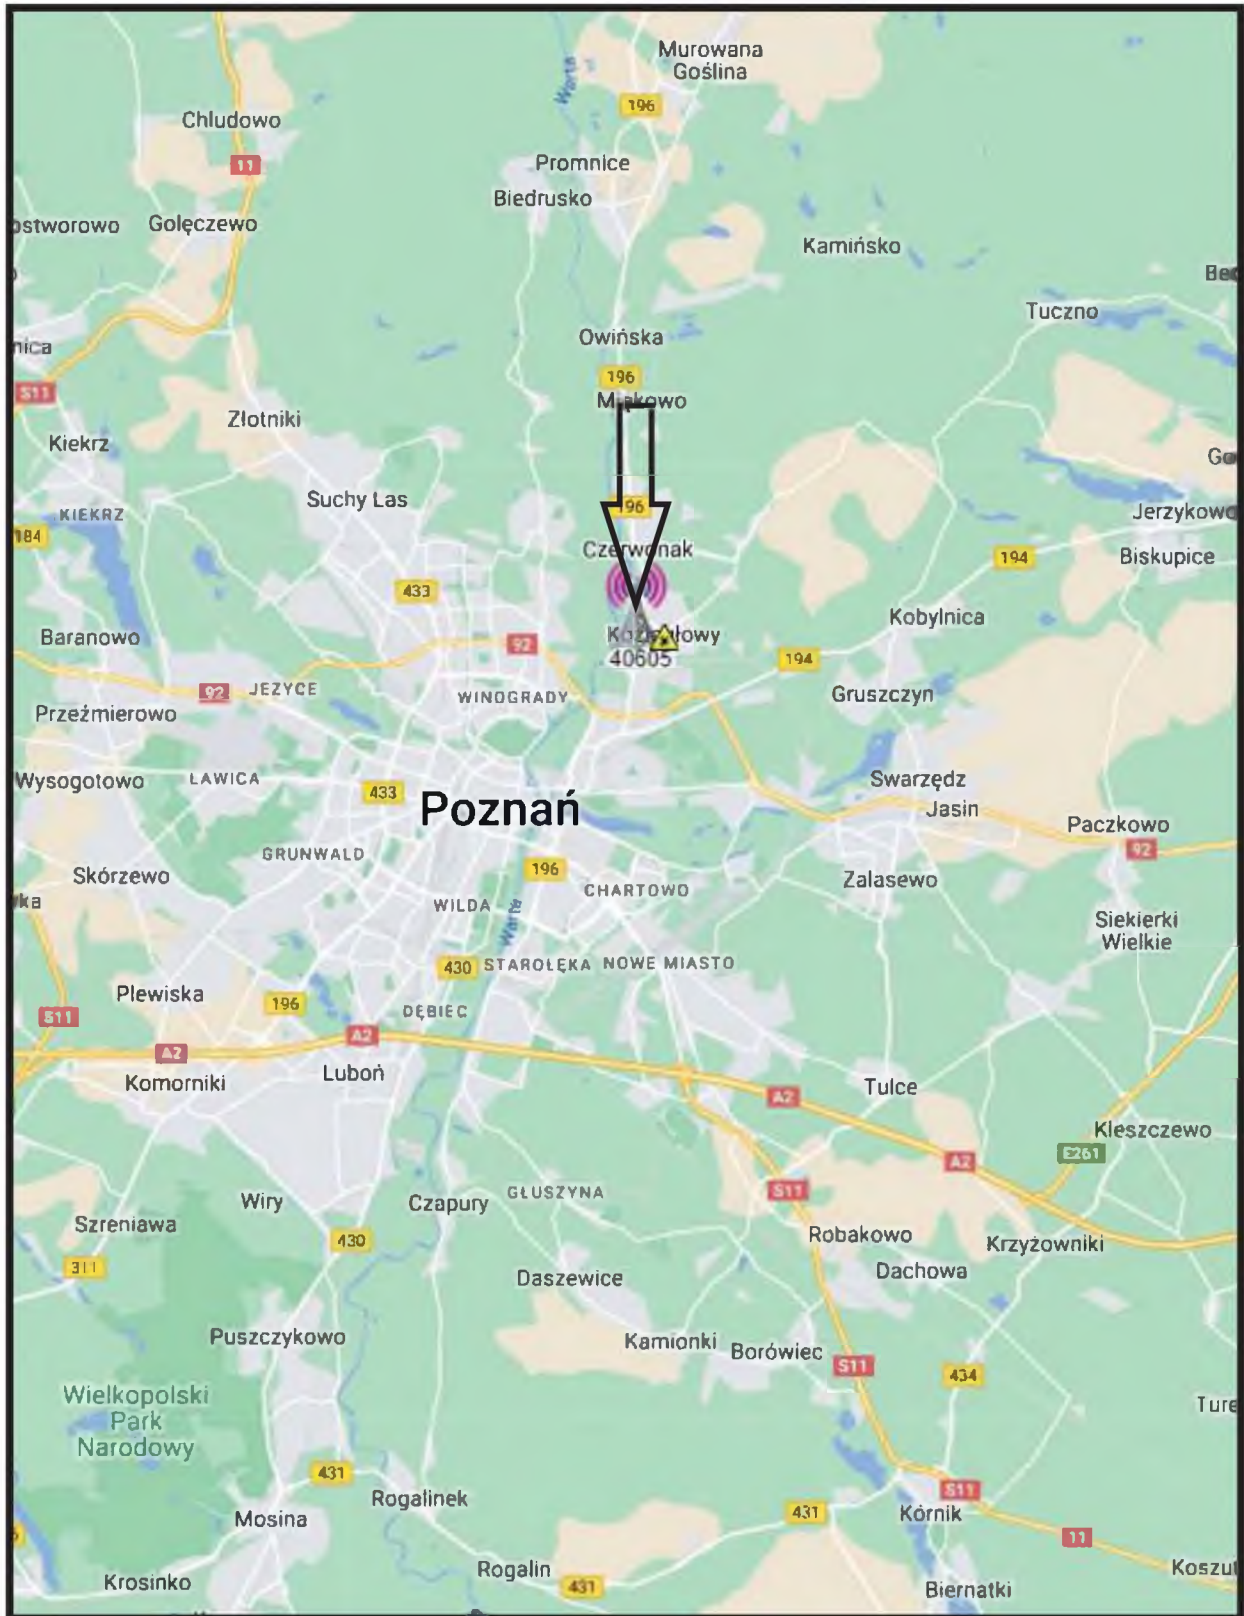 Murowana
Goślina
Warta
196
Chludowo
11
Promnice
Biedrusko
Golęczewo
Kamińsko
Tuczno
Owińska
196
S11
Złotniki
Kiekrz
Suchy Las
KIEKRZ
196
Jerzykowo
184
Czerwonak
194
Biskupice
433
Kobylnica
Baranowo
92
40605
194
92
JEŻYCE
WINOGRADY
Gruszczyn
Przeźmierowo
Wysogotowo
ŁAWICA
433
Poznań
Swarzędz
Jasin
Paczkowo
92
GRUNWALD
196
Skórzewo
CHARTOWO
Zalasewo
WILDA
Warta
Siekierki
Wielkie
430
STAROŁĘKA
NOWE MIASTO
Plewiska
196
S11
DĘBIEC
A2
A2
Komorniki
Luboń
A2
Tulce
Kleszczewo
E261
A2
S11
Wiry
Czapury
GŁUSZYNA
Szreniawa
430
Robakowo
Krzyżowniki
311
Daszewice
Dachowa
Puszczykowo
Kamionki
Borówiec
S11
434
Wielkopolski
Park
Narodowy
431
Rogalinek
S11
Mosina
431
Kórnik
11
Rogalin
431
Krosinko
Biernatki